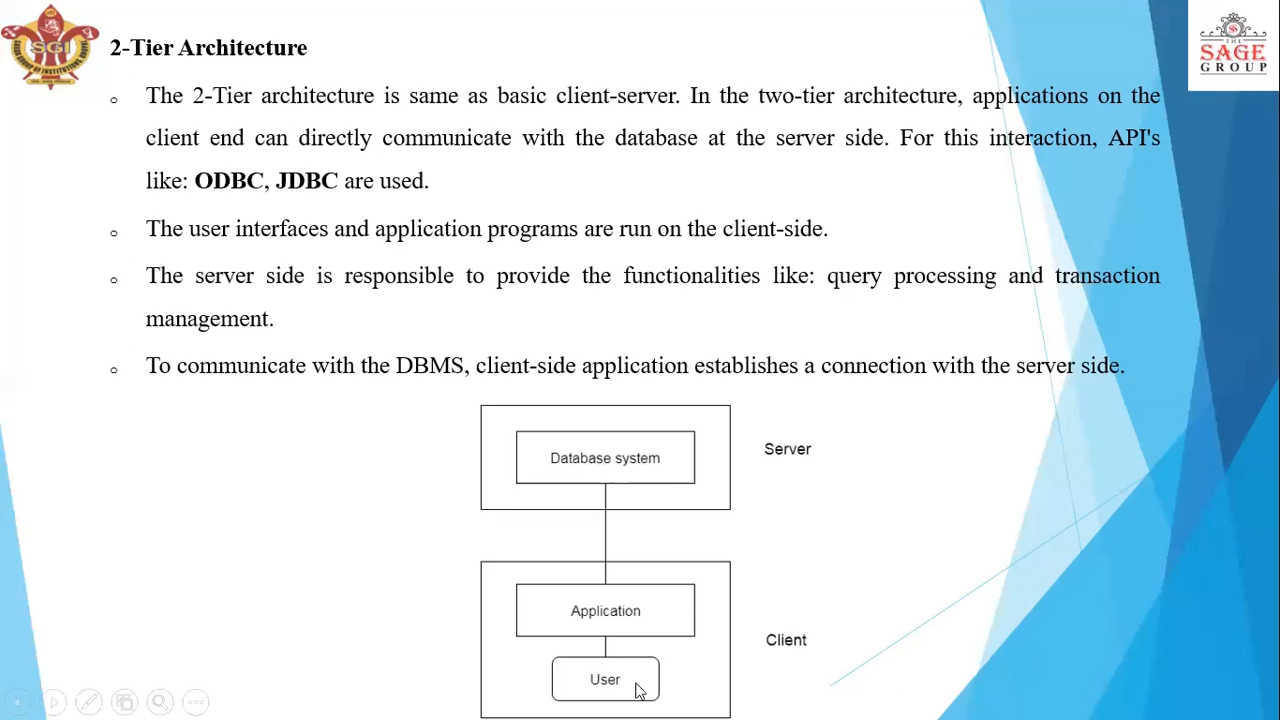 SGI
THE
SAGE
GROUP
2-Tier Architecture
The 2-Tier architecture is same as basic client-server. In the two-tier architecture, applications on the
client end can directly communicate with the database at the server side. For this interaction, API's
like: ODBC, JDBC are used.
The user interfaces and application programs are run on the client-side.
The server side is responsible to provide the functionalities like: query processing and transaction
management.
To communicate with the DBMS, client-side application establishes a connection with the server side.
Database system
Server
Application
Client
User